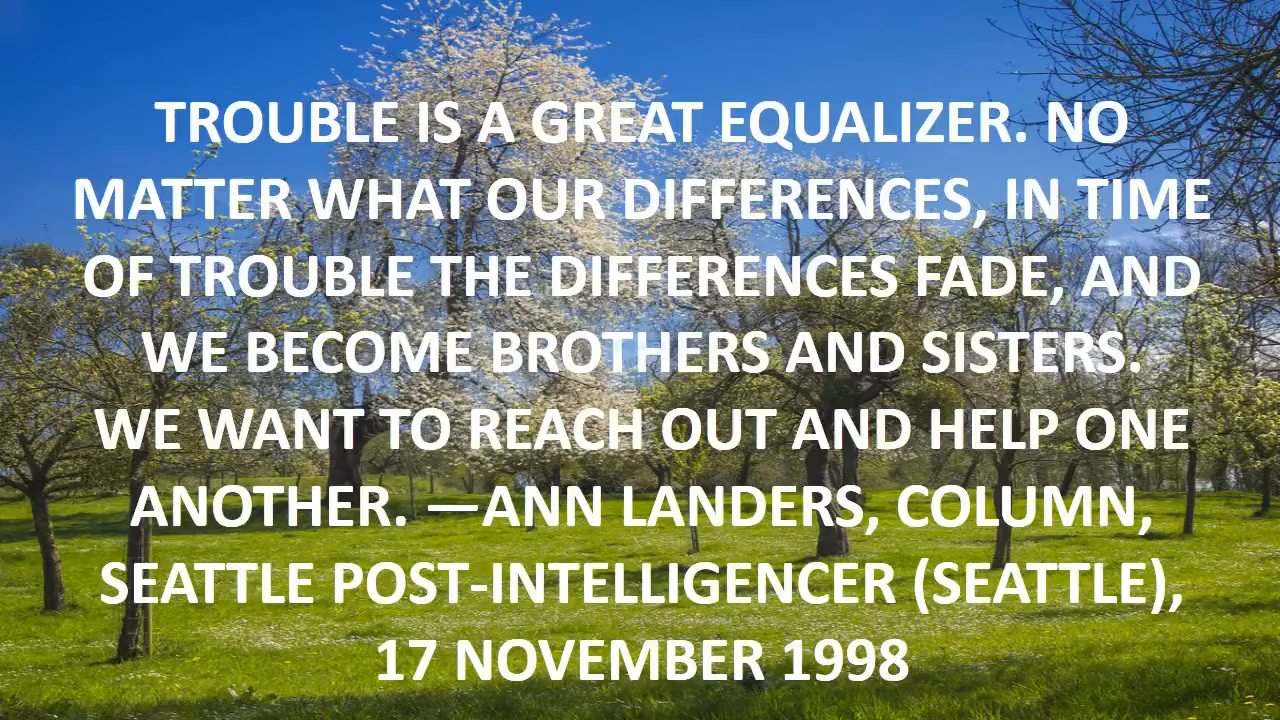 TROUBLE IS A GREAT EQUALIZER. NO
MATTER WHAT OUR DIFFERENCES, IN TIME
OF TROUBLE THE DIFFERENCES FADE, AND
WE BECOME BROTHERS AND SISTERS.
WE WANT TO REACH OUT AND HELP ONE
ANOTHER. —ANN LANDERS, COLUMN,
SEATTLE POST-INTELLIGENCER (SEATTLE),
17 NOVEMBER 1998